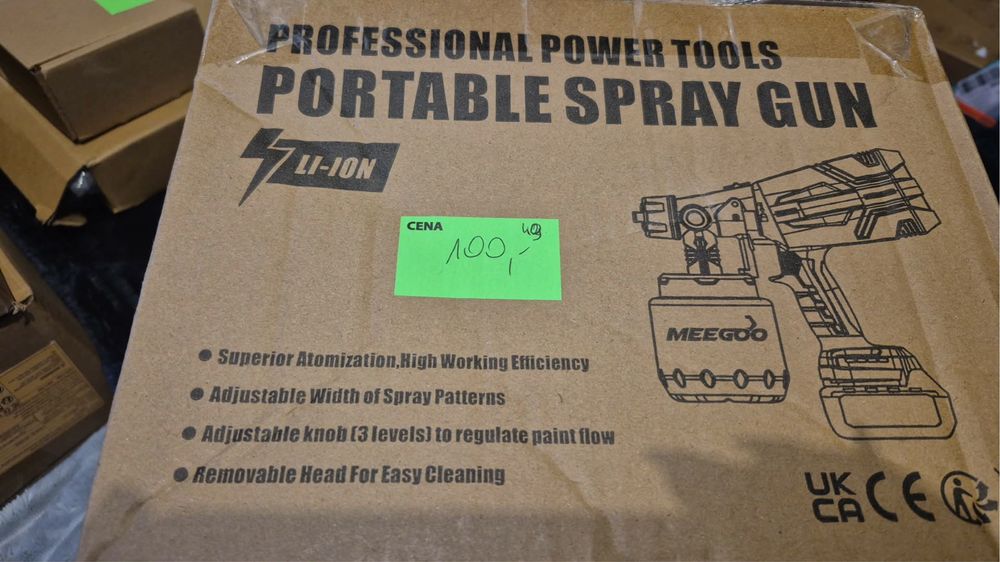 PROFESSIONAL POWER TOOLS
PORTABLE SPRAY GUN
LI-ION
CENA
100,-
MEEGOO
● Superior Atomization,High Working Efficiency
● Adjustable Width of Spray Patterns
● Adjustable knob (3 levels) to regulate paint flow
● Removable Head For Easy Cleaning
UK
CA CE